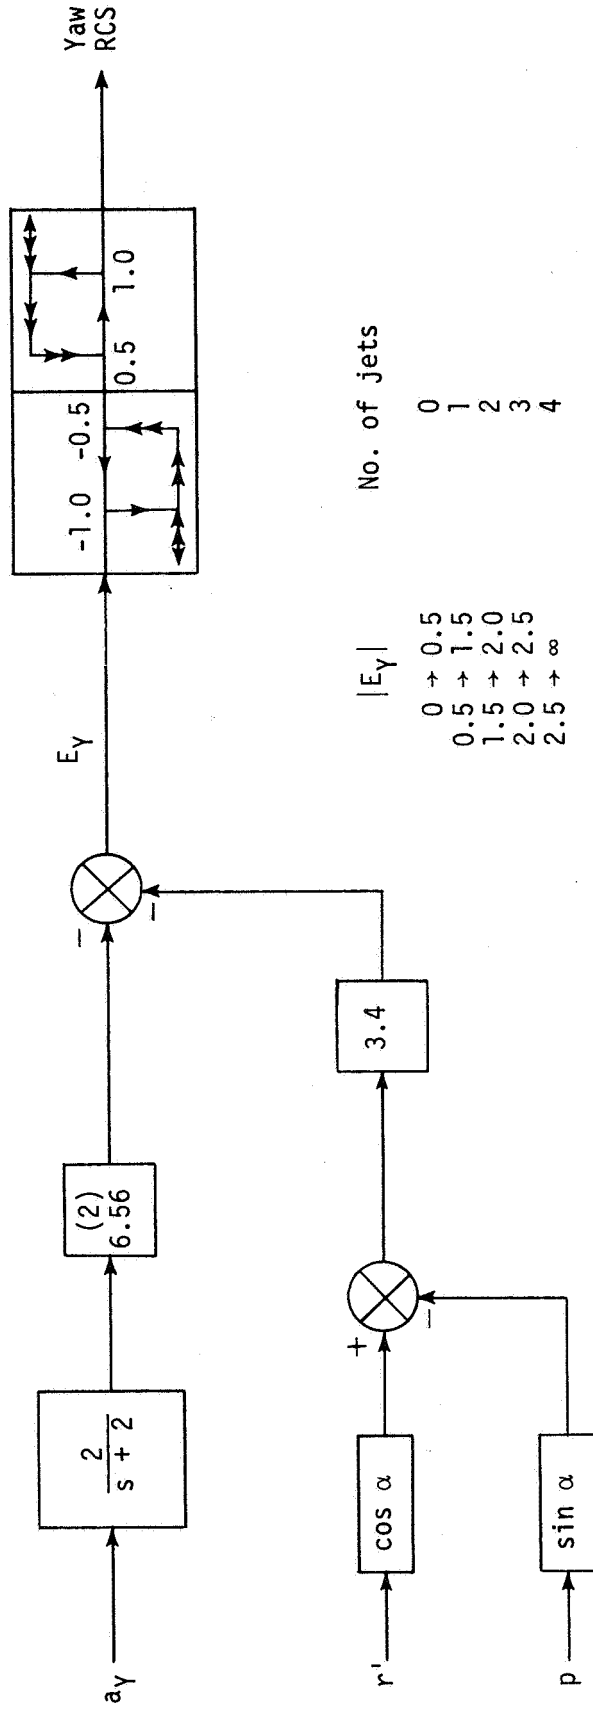 a_Y
2
s + 2
(2)
6.56
−
−
E_Y
-1.0
-0.5
0.5
1.0
Yaw
RCS
r'
cos α
+
−
3.4
p
sin α
|E_Y| No. of jets
0 → 0.5 0
0.5 → 1.5 1
1.5 → 2.0 2
2.0 → 2.5 3
2.5 → ∞ 4